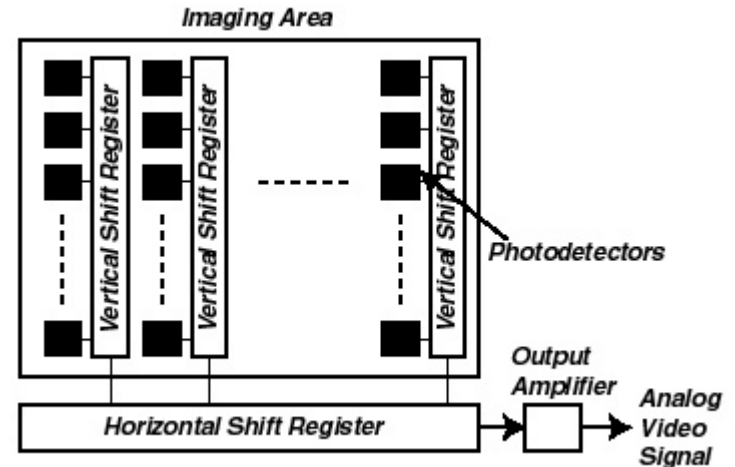 Imaging Area
Vertical Shift Register
Vertical Shift Register
Vertical Shift Register
Photodetectors
Output
Amplifier
Analog
Video
Signal
Horizontal Shift Register